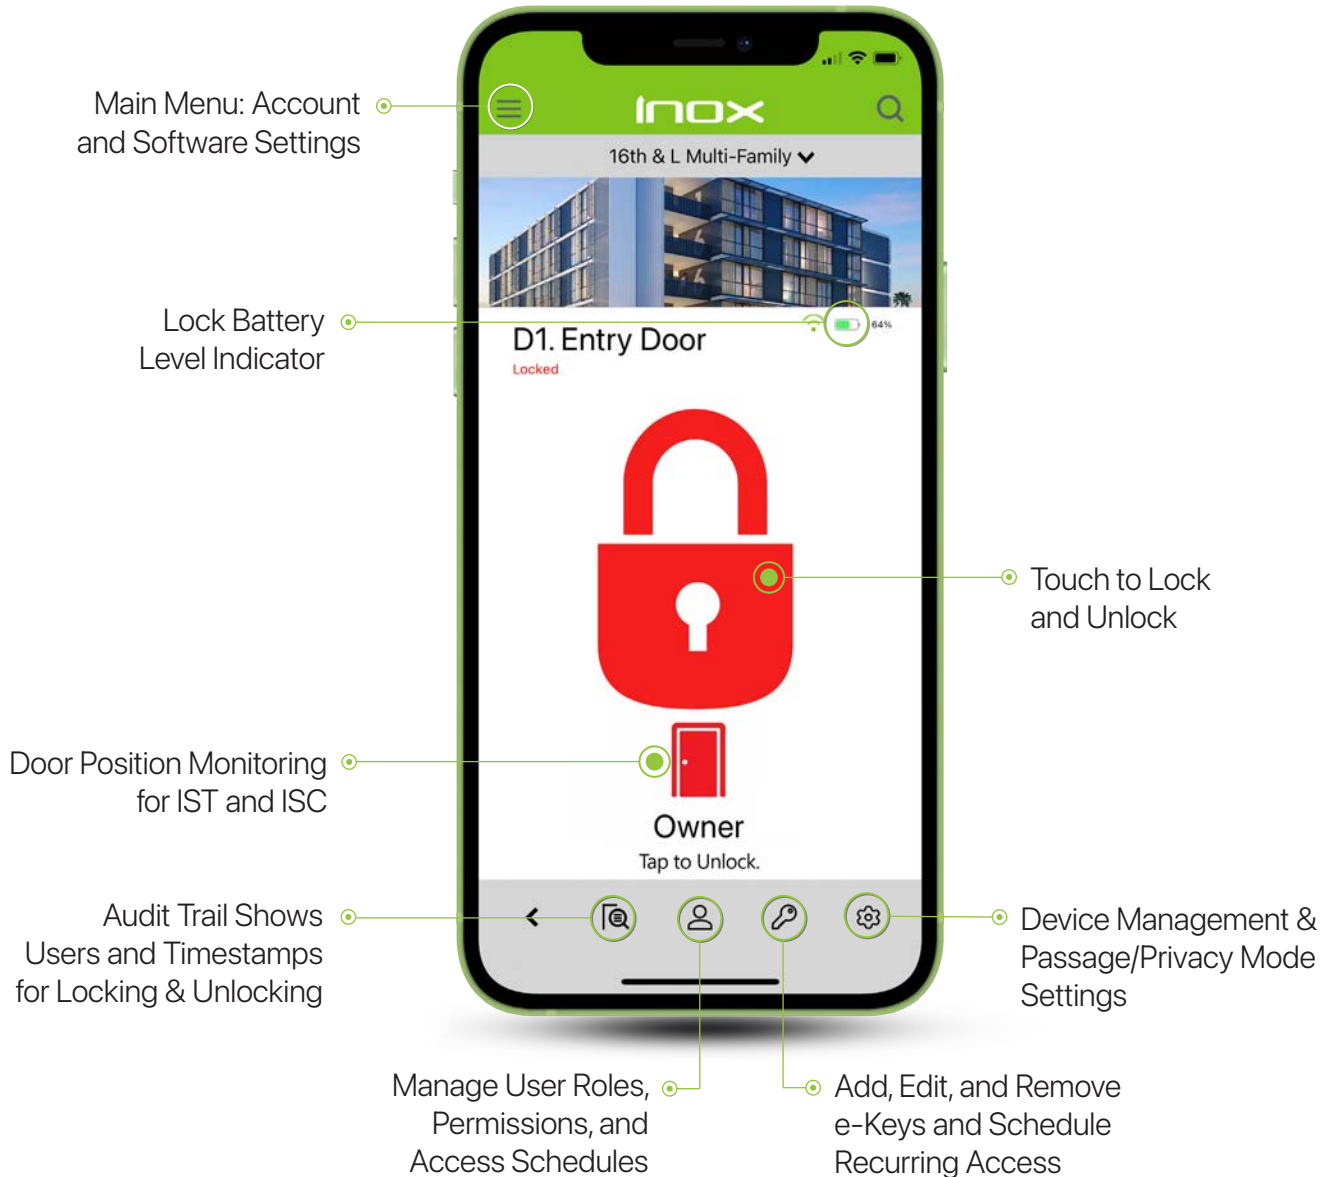 Main Menu: Account
and Software Settings
INOX
16th & L Multi-Family
Lock Battery
Level Indicator
64%
D1. Entry Door
Locked
Touch to Lock
and Unlock
Door Position Monitoring
for IST and ISC
Owner
Tap to Unlock.
Audit Trail Shows
Users and Timestamps
for Locking & Unlocking
Device Management &
Passage/Privacy Mode
Settings
Manage User Roles,
Permissions, and
Access Schedules
Add, Edit, and Remove
e-Keys and Schedule
Recurring Access